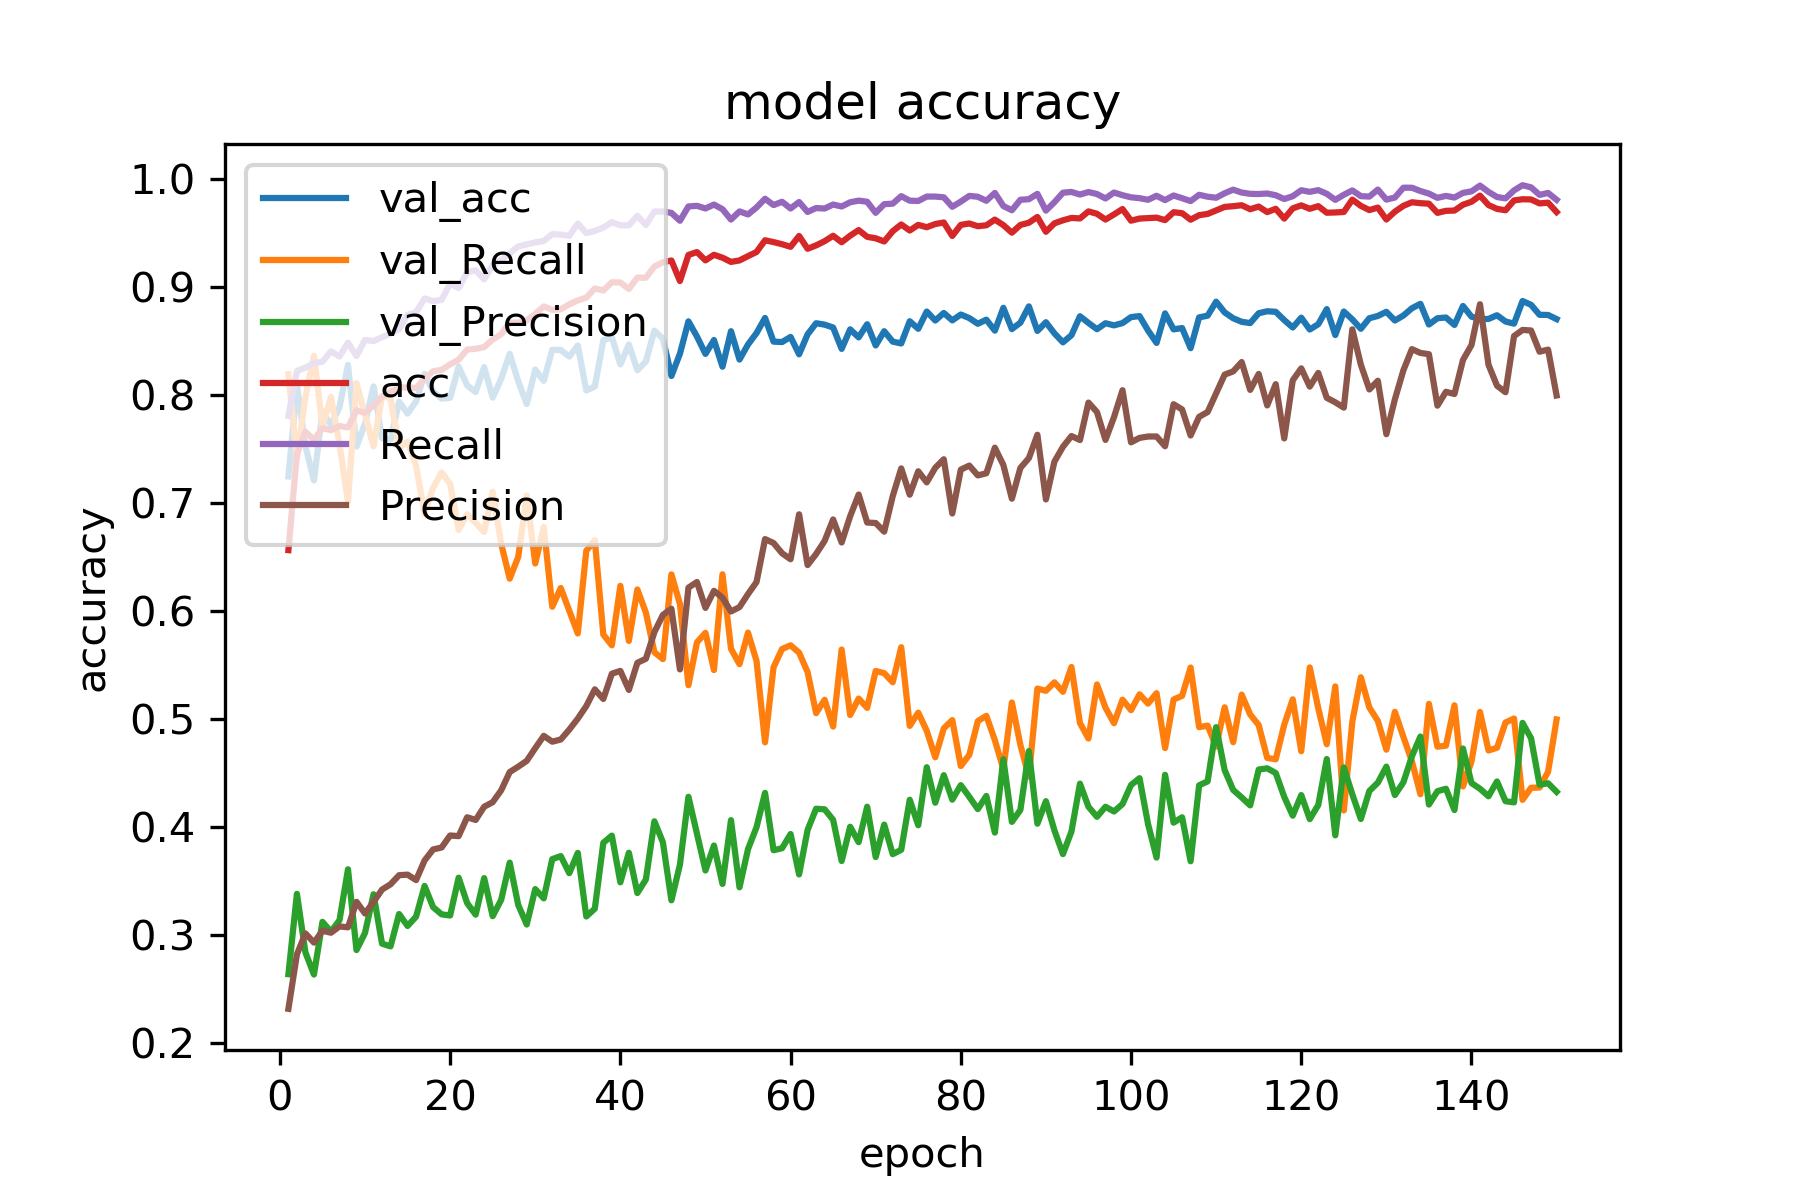 model accuracy
1.0
0.9
0.8
0.7
0.6
0.5
0.4
0.3
0.2
accuracy
val_acc
val_Recall
val_Precision
acc
Recall
Precision
0 20 40 60 80 100 120 140
epoch